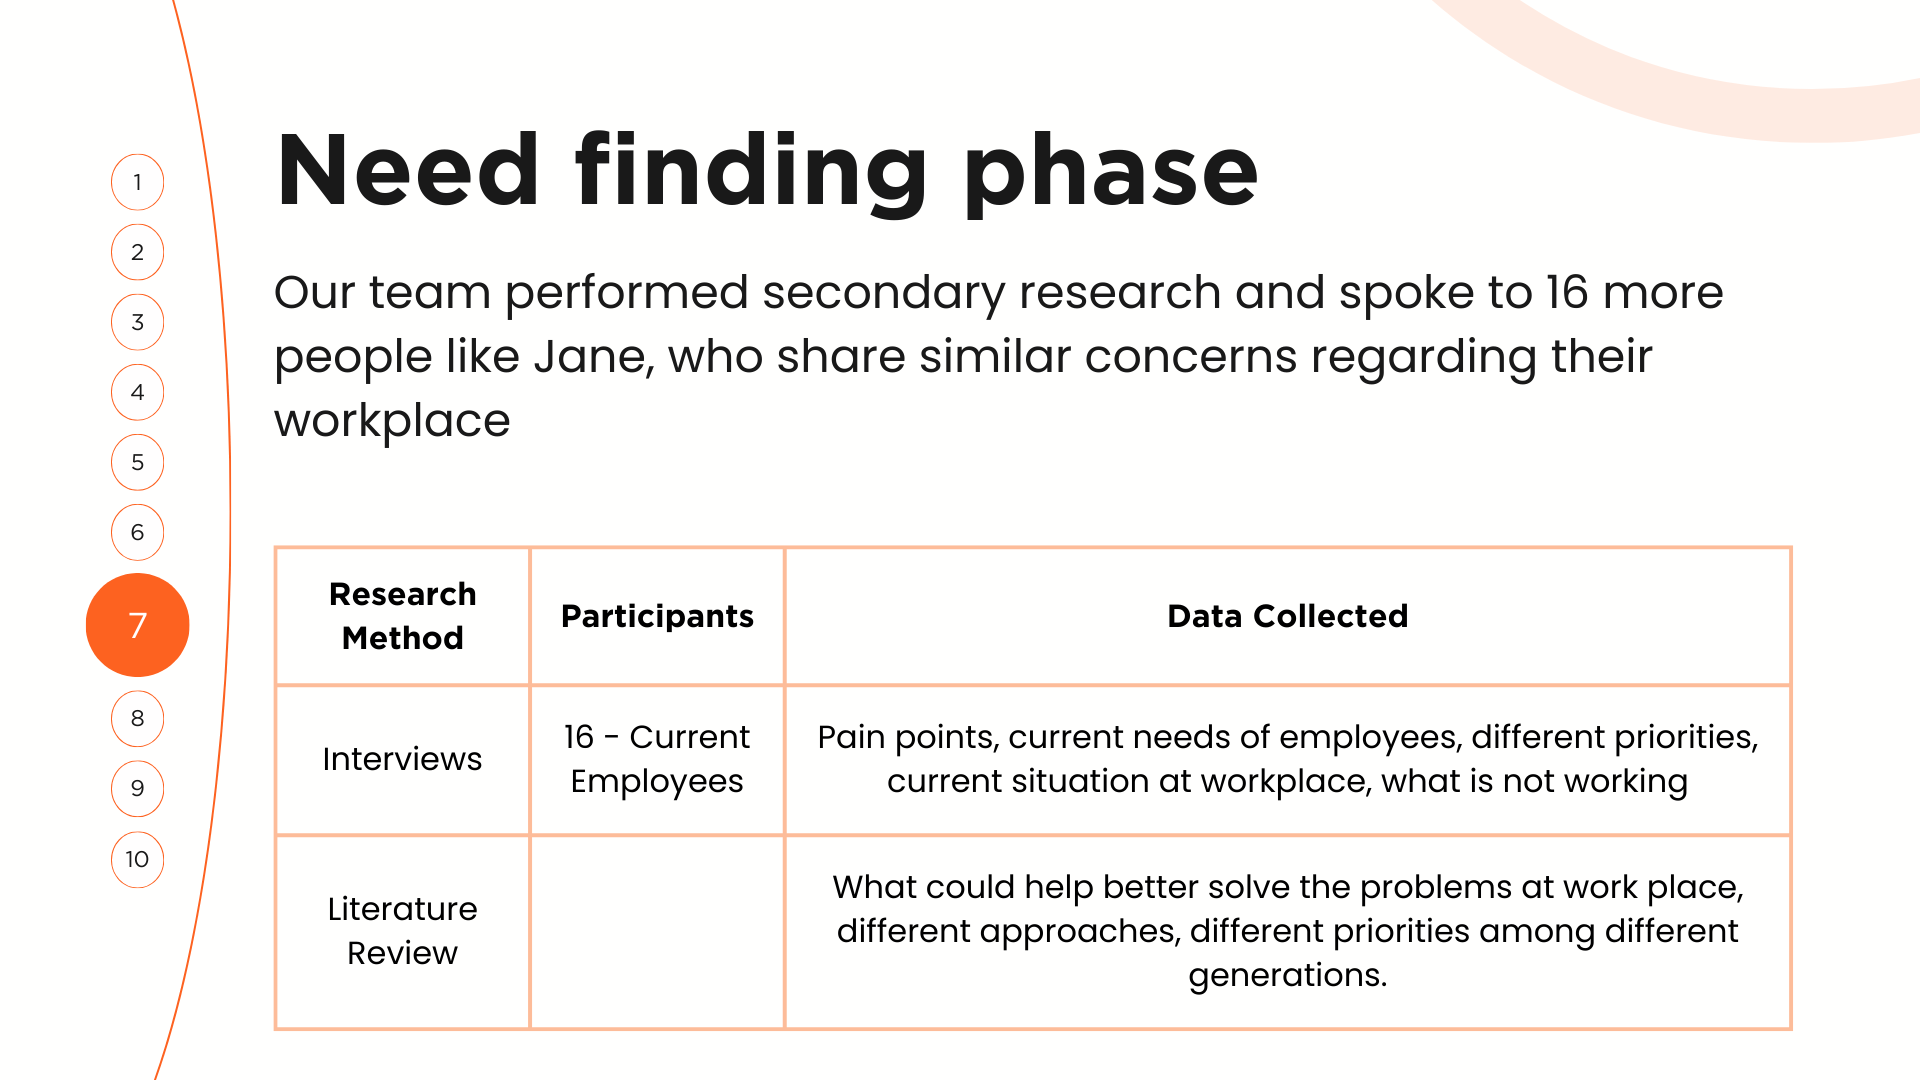 Need finding phase
Our team performed secondary research and spoke to 16 more
people like Jane, who share similar concerns regarding their
workplace
1
2
3
4
5
6
7
8
9
10
Research
Method
Participants
Data Collected
Interviews
16 - Current
Employees
Pain points, current needs of employees, different priorities,
current situation at workplace, what is not working
Literature
Review
What could help better solve the problems at work place,
different approaches, different priorities among different
generations.